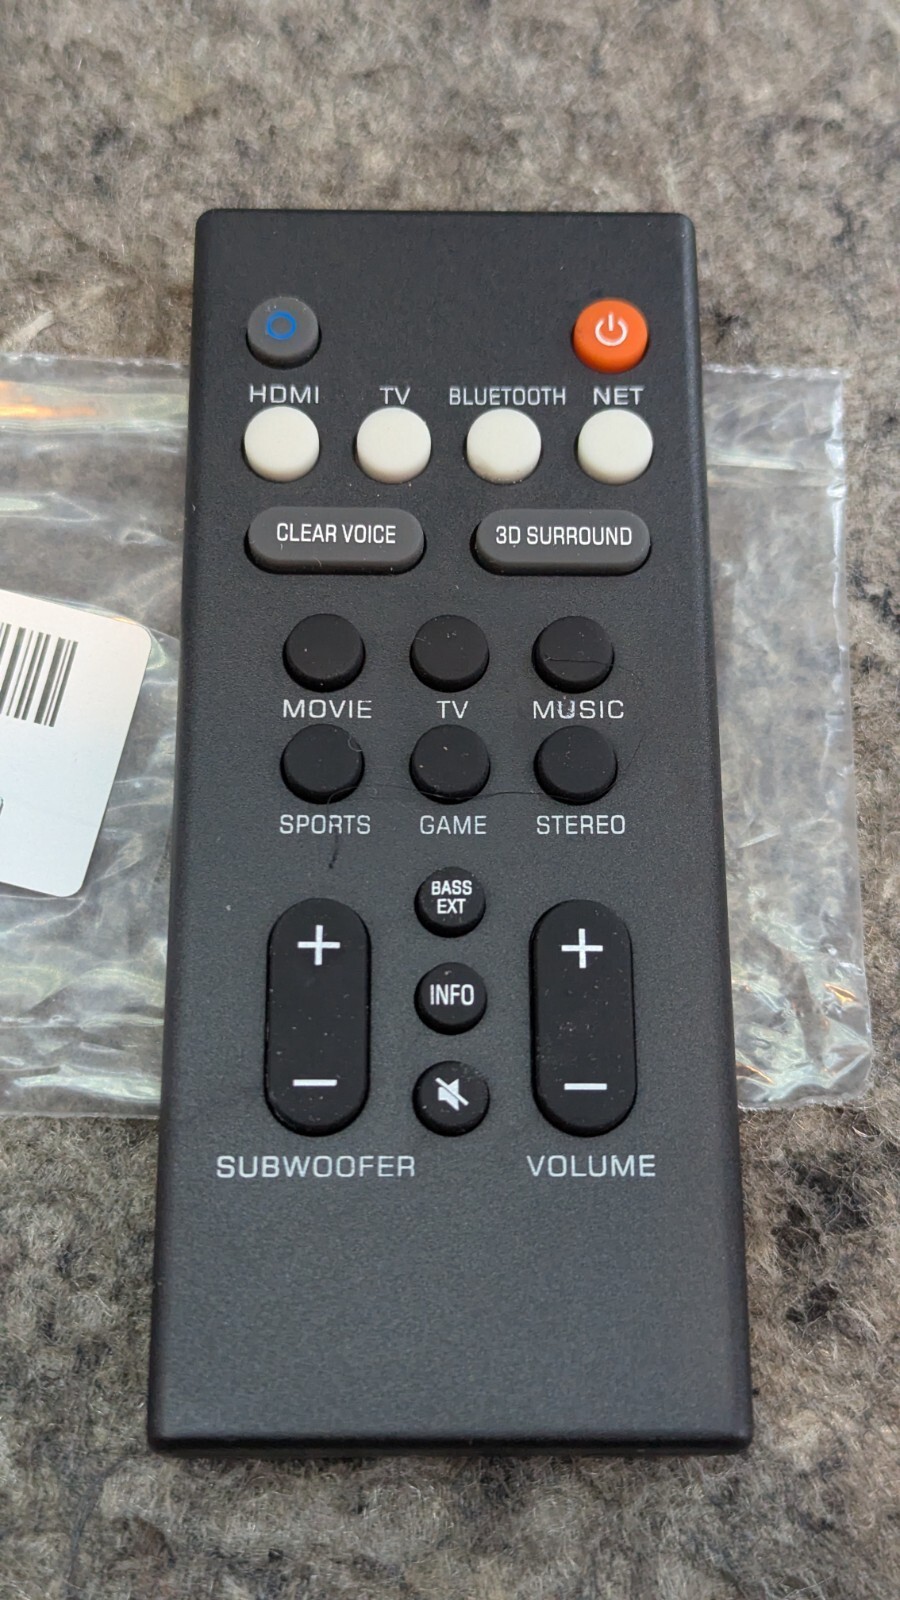 HDMI TV BLUETOOTH NET
CLEAR VOICE 3D SURROUND
MOVIE TV MUSIC
SPORTS GAME STEREO
BASS
EXT
+ +
INFO
− −
SUBWOOFER VOLUME